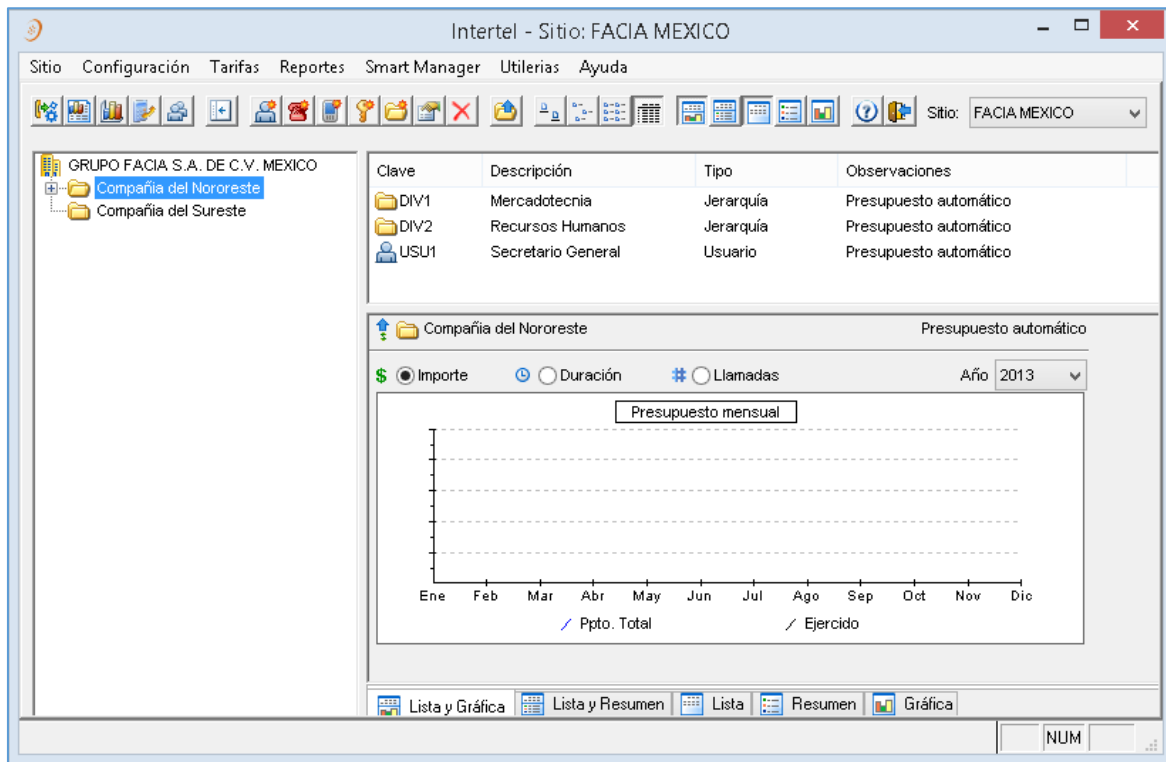 Intertel - Sitio: FACIA MEXICO
Sitio Configuración Tarifas Reportes Smart Manager Utilerias Ayuda
Sitio: FACIA MEXICO
GRUPO FACIA S.A. DE C.V. MEXICO
Compañia del Nororeste
Compañia del Sureste
Clave Descripción Tipo Observaciones
DIV1 Mercadotecnia Jerarquía Presupuesto automático
DIV2 Recursos Humanos Jerarquía Presupuesto automático
USU1 Secretario General Usuario Presupuesto automático
Compañia del Nororeste Presupuesto automático
$ Importe Duración # Llamadas Año 2013
Presupuesto mensual
Ene Feb Mar Abr May Jun Jul Ago Sep Oct Nov Dic
Ppto. Total Ejercido
Lista y Gráfica Lista y Resumen Lista Resumen Gráfica
NUM